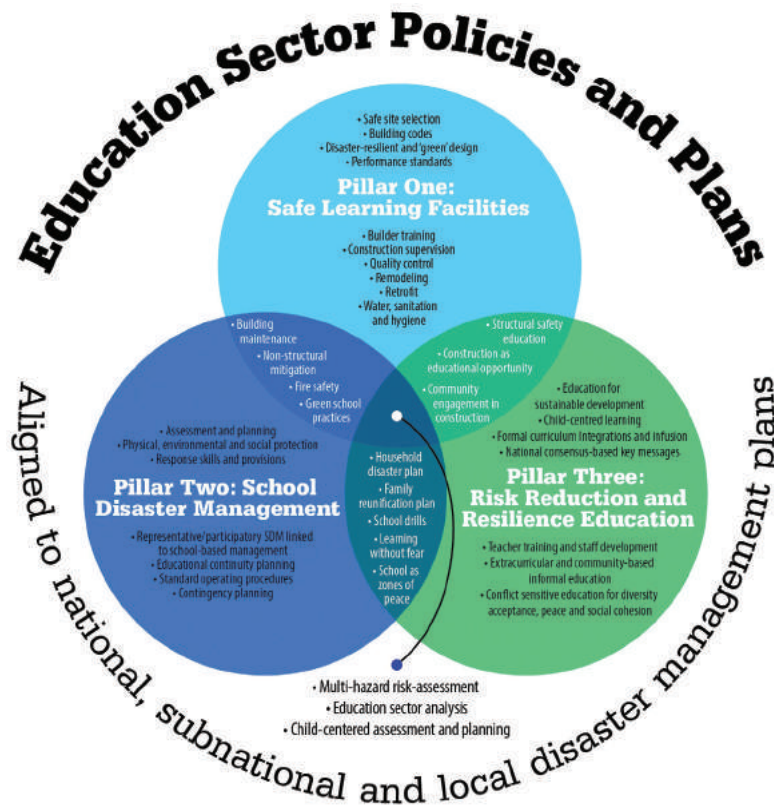 Education Sector Policies and Plans
• Safe site selection
• Building codes
• Disaster-resilient and 'green' design
• Performance standards
Pillar One:
Safe Learning Facilities
• Builder training
• Construction supervision
• Quality control
• Remodeling
• Retrofit
• Water, sanitation
and hygiene
• Building
maintenance
• Non-structural
mitigation
• Fire safety
• Green school
practices
• Structural safety
education
• Construction as
educational opportunity
• Community
engagement in
construction
• Assessment and planning
• Physical, environmental and social protection
• Response skills and provisions
Pillar Two: School
Disaster Management
• Representative/participatory SDM linked
to school-based management
• Educational continuity planning
• Standard operating procedures
• Contingency planning
• Household
disaster plan
• Family
reunification plan
• School drills
• Learning
without fear
• School as
zones of
peace
• Education for
sustainable development
• Child-centred learning
• Formal curriculum Integrations and infusion
• National consensus-based key messages
Pillar Three:
Risk Reduction and
Resilience Education
• Teacher training and staff development
• Extracurricular and community-based
informal education
• Conflict sensitive education for diversity
acceptance, peace and social cohesion
• Multi-hazard risk-assessment
• Education sector analysis
• Child-centered assessment and planning
Aligned to national, subnational and local disaster management plans